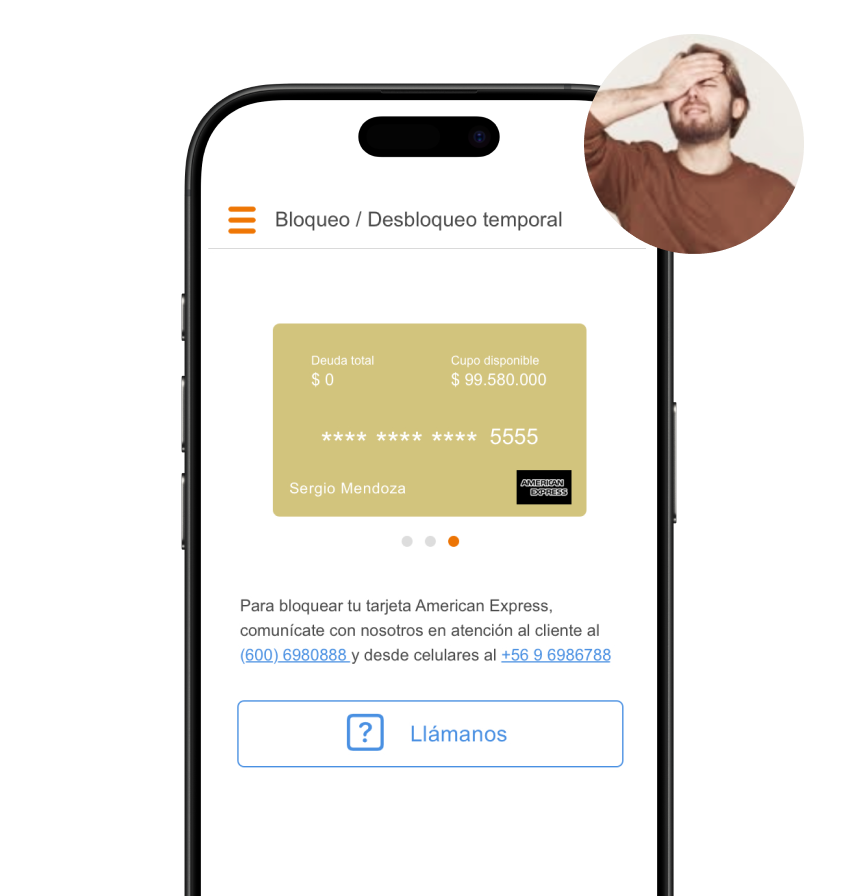 Bloqueo / Desbloqueo temporal
Deuda total
$ 0
Cupo disponible
$ 99.580.000
**** **** **** 5555
Sergio Mendoza
AMERICAN
EXPRESS
Para bloquear tu tarjeta American Express,
comunícate con nosotros en atención al cliente al
(600) 6980888 y desde celulares al +56 9 6986788
? Llámanos